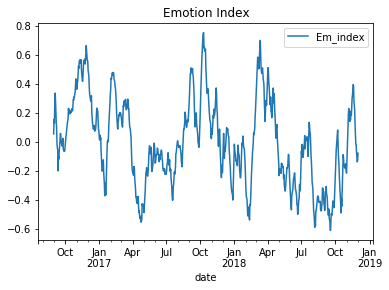 Emotion Index
Em_index
0.8
0.6
0.4
0.2
0.0
−0.2
−0.4
−0.6
Oct Jan Apr Jul Oct Jan Apr Jul Oct Jan
2017 2018 2019
date